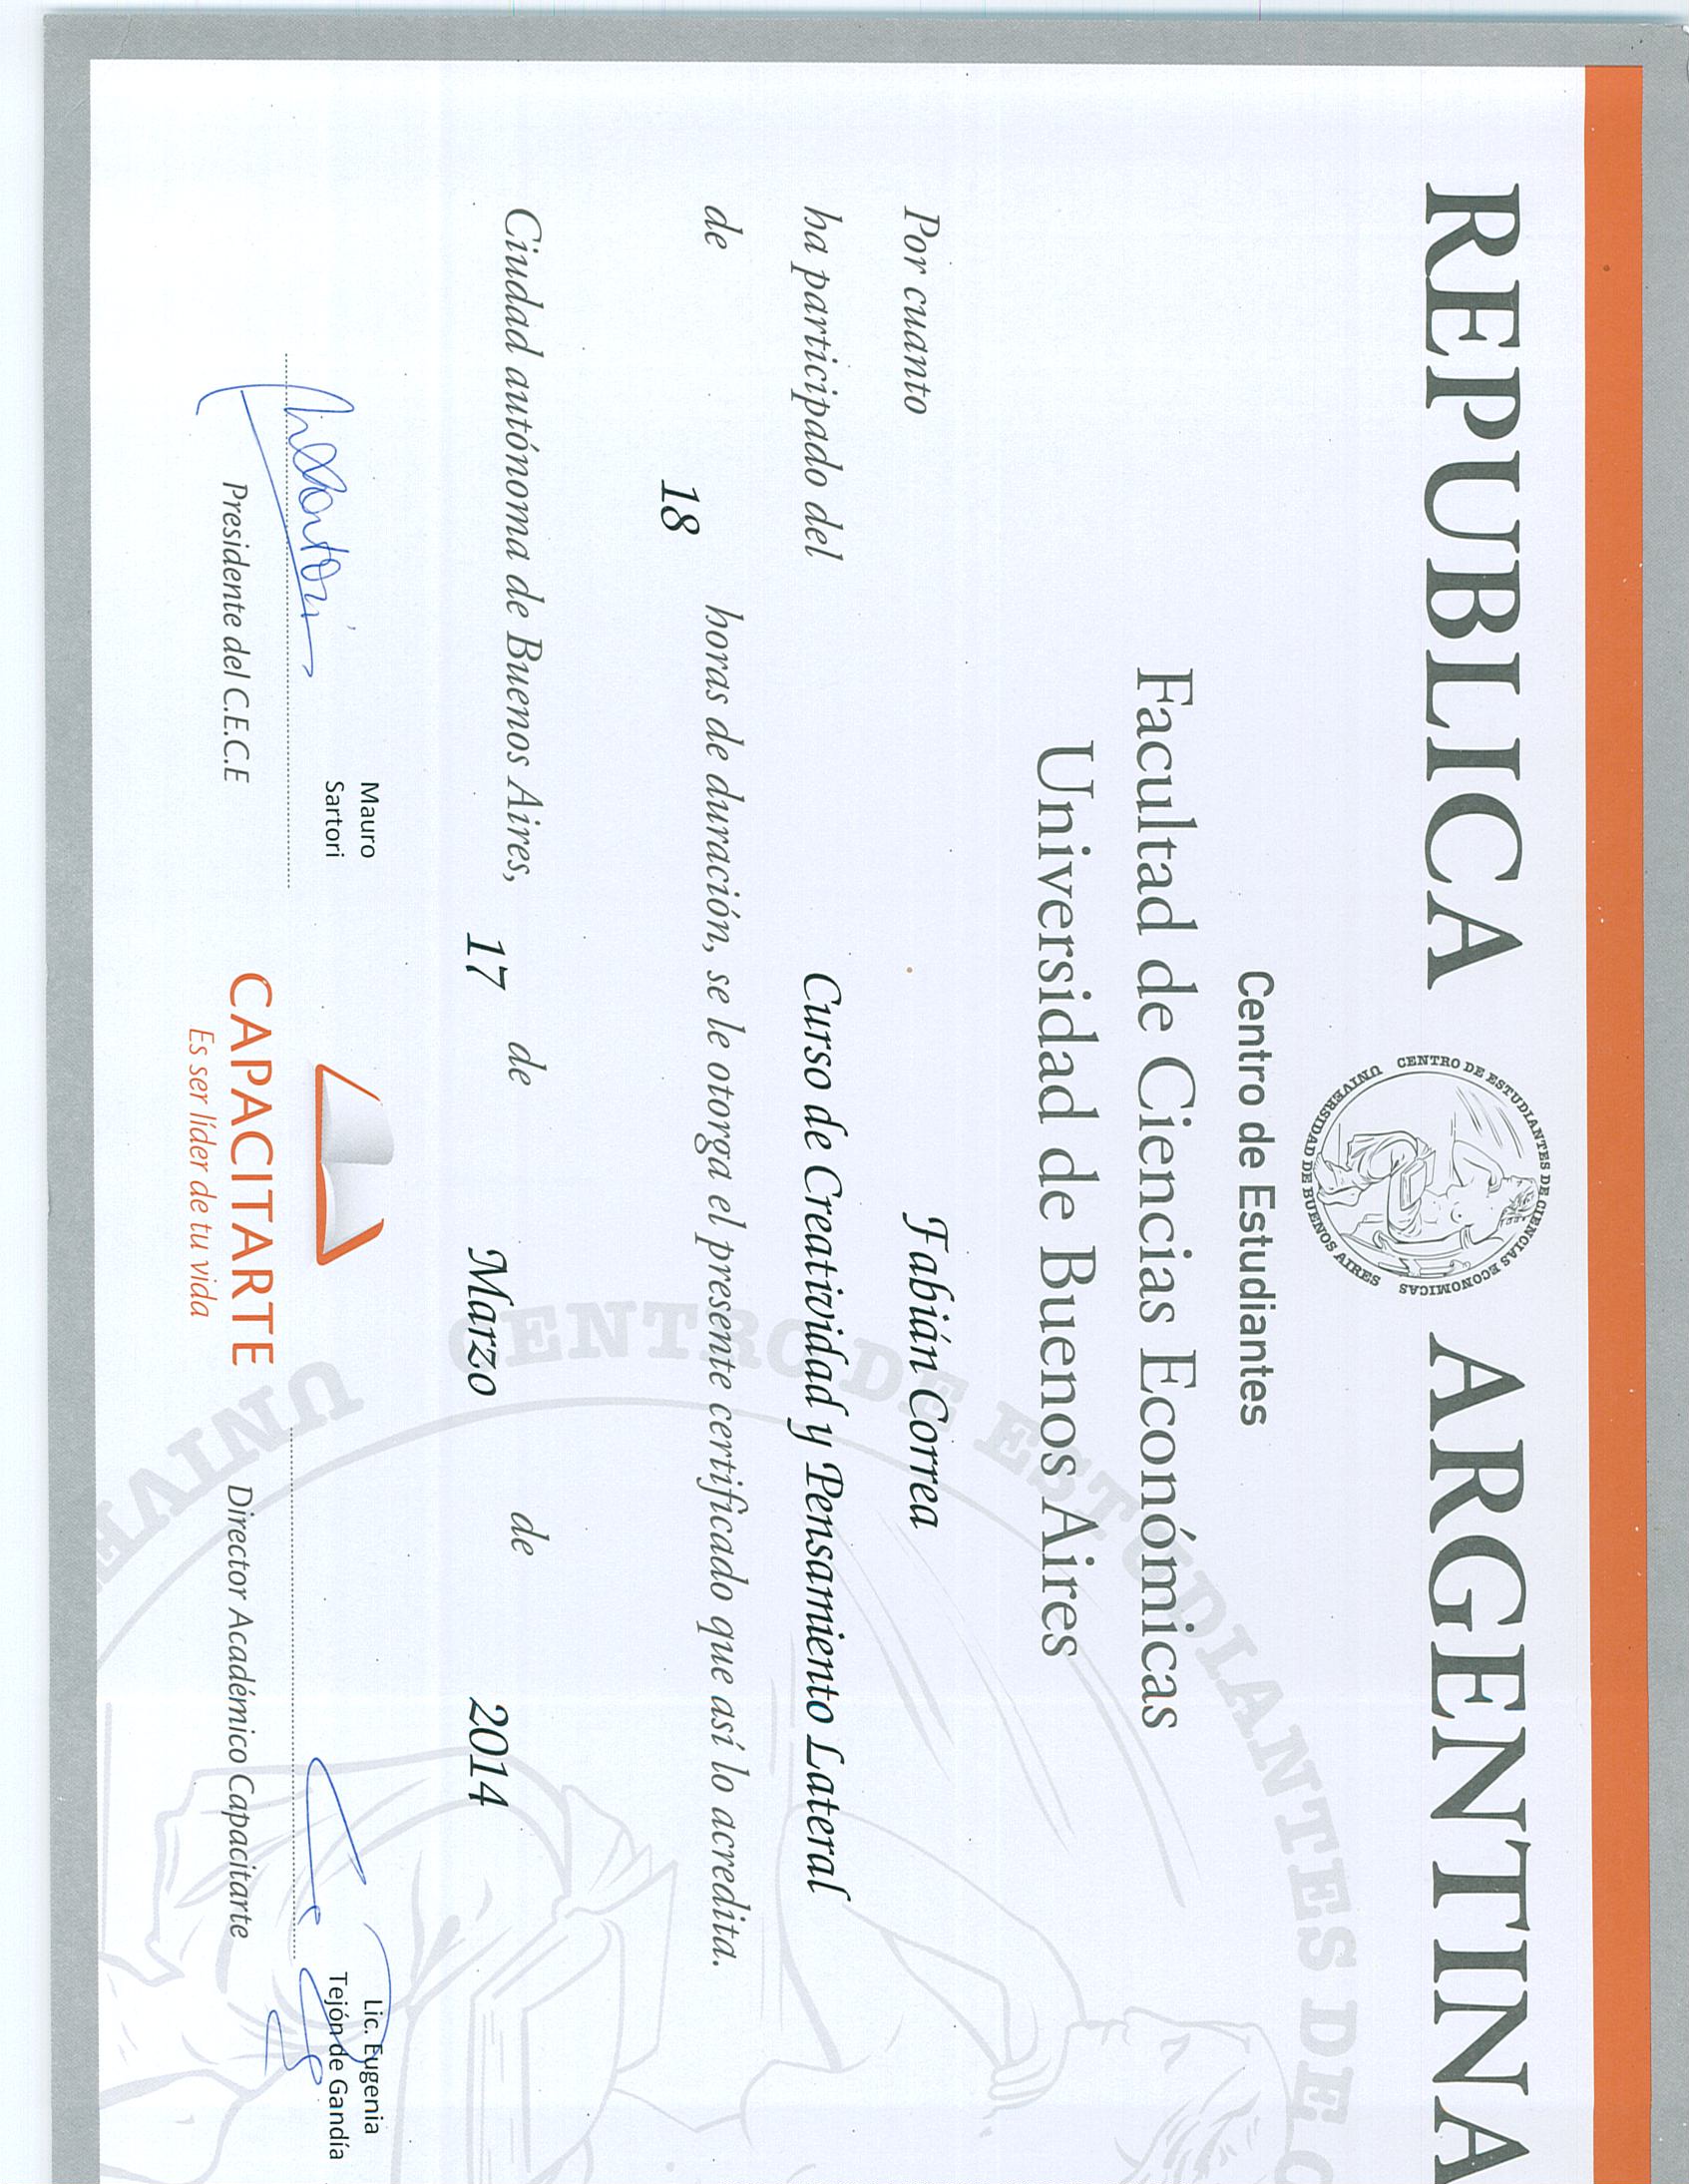 REPUBLICA ARGENTINA
CENTRO DE ESTUDIANTES DE CIENCIAS ECONOMICAS
UNIVERSIDAD DE BUENOS AIRES
Centro de Estudiantes
Facultad de Ciencias Económicas
Universidad de Buenos Aires
Por cuanto Fabián Correa
ha participado del Curso de Creatividad y Pensamiento Lateral
de 18 horas de duración, se le otorga el presente certificado que así lo acredita.
Ciudad autónoma de Buenos Aires, 17 de Marzo de 2014
Mauro
Sartori
Presidente del C.E.C.E
CAPACITARTE
Es ser líder de tu vida
Lic. Eugenia
Tejón de Gandía
Director Académico Capacitarte
CENTRO DE ESTUDIANTES DE C
UNIVE